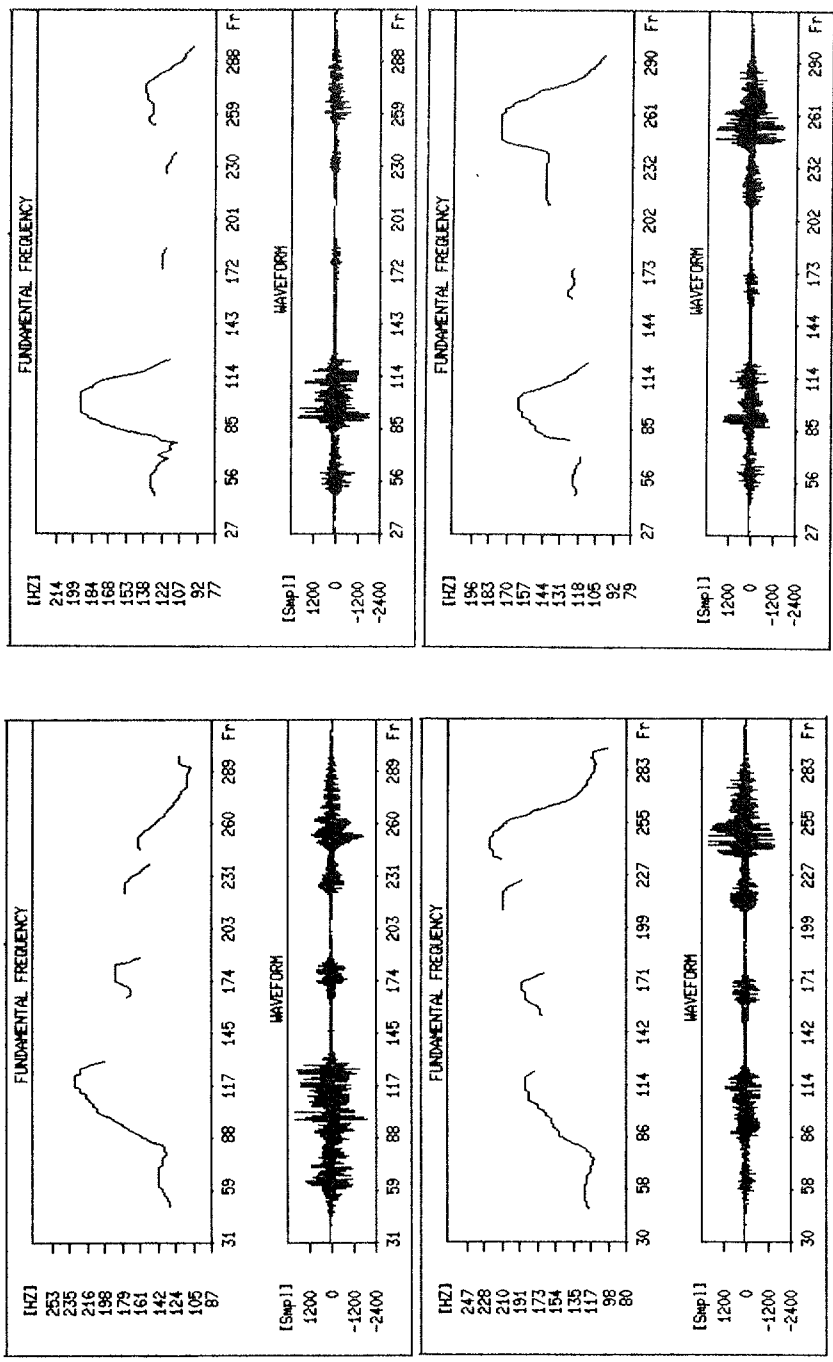 FUNDAMENTAL FREQUENCY
[HZ]
253
235
216
198
179
161
142
124
105
87
31 59 88 117 145 174 203 231 260 289 Fr
WAVEFORM
[Smpl]
1200
0
-1200
-2400
31 59 88 117 145 174 203 231 260 289 Fr
FUNDAMENTAL FREQUENCY
[HZ]
214
199
184
168
153
138
122
107
92
77
27 56 85 114 143 172 201 230 259 288 Fr
WAVEFORM
[Smpl]
1200
0
-1200
-2400
27 56 85 114 143 172 201 230 259 288 Fr
FUNDAMENTAL FREQUENCY
[HZ]
247
228
210
191
173
154
135
117
98
80
30 58 86 114 142 171 199 227 255 283 Fr
WAVEFORM
[Smpl]
1200
0
-1200
-2400
30 58 86 114 142 171 199 227 255 283 Fr
FUNDAMENTAL FREQUENCY
[HZ]
196
183
170
157
144
131
118
105
92
79
27 56 85 114 144 173 202 232 261 290 Fr
WAVEFORM
[Smpl]
1200
0
-1200
-2400
27 56 85 114 144 173 202 232 261 290 Fr